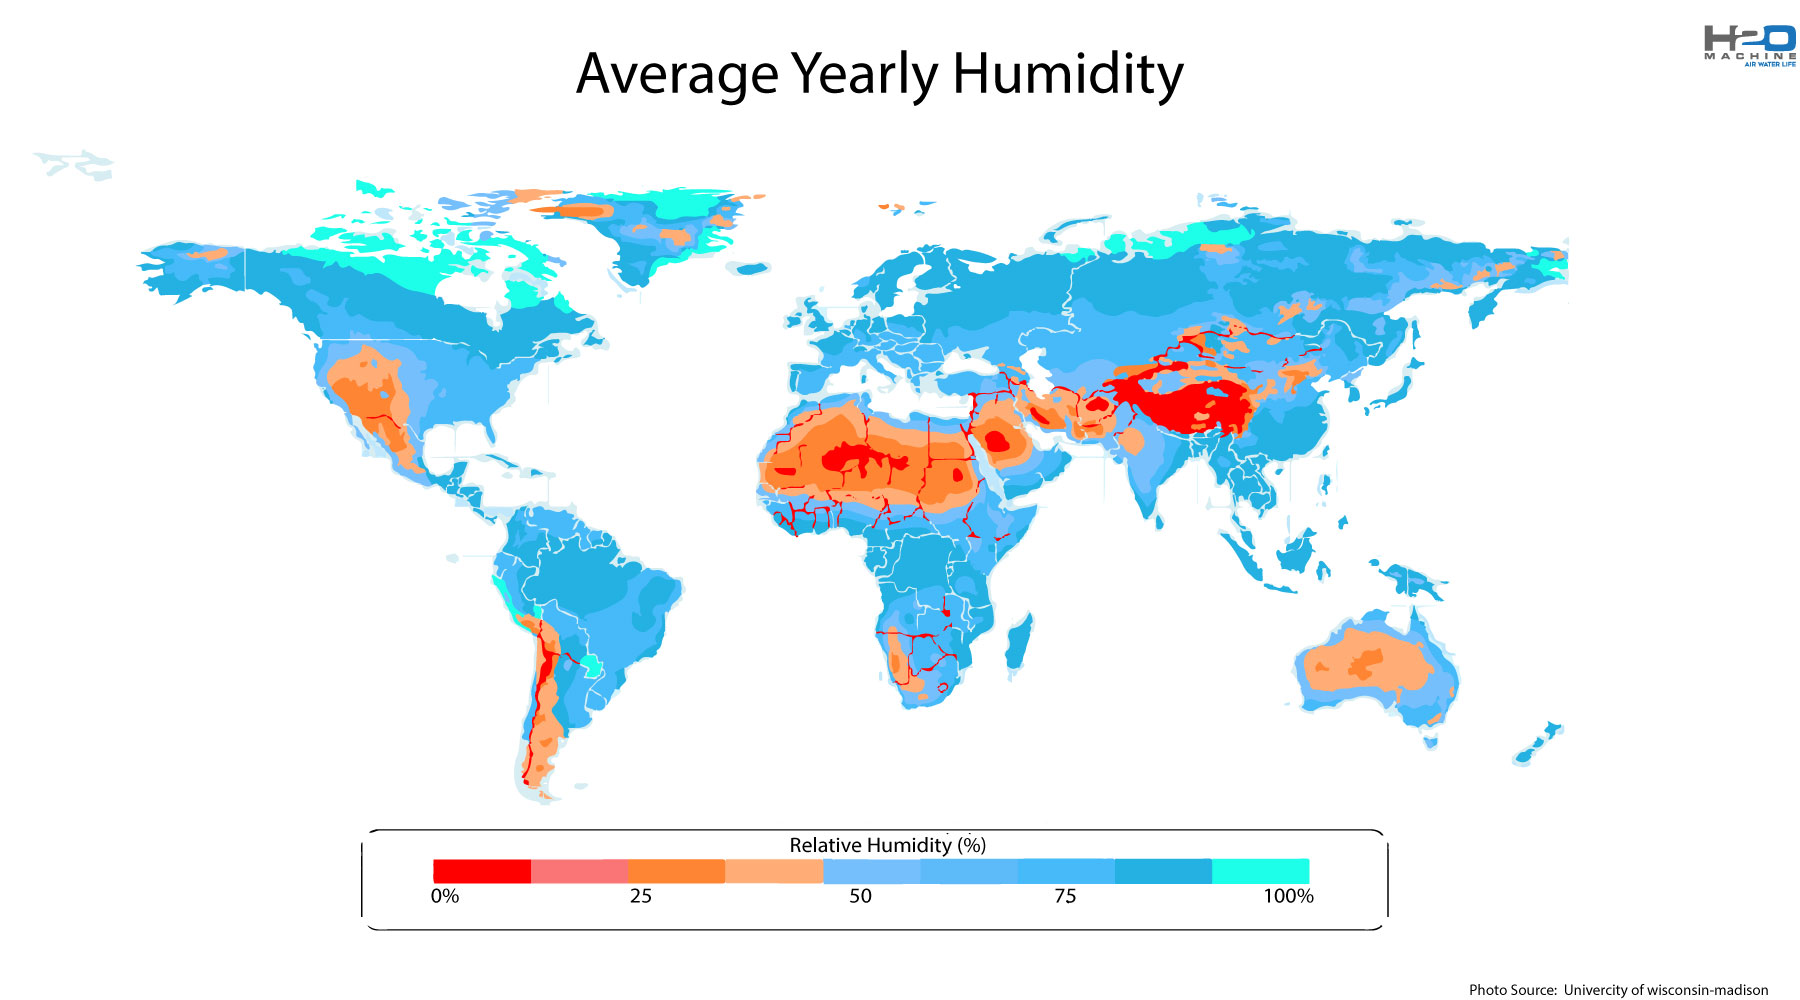 H2O
MACHINE
AIR WATER LIFE
Average Yearly Humidity
Relative Humidity (%)
0% 25 50 75 100%
Photo Source: Univercity of wisconsin-madison